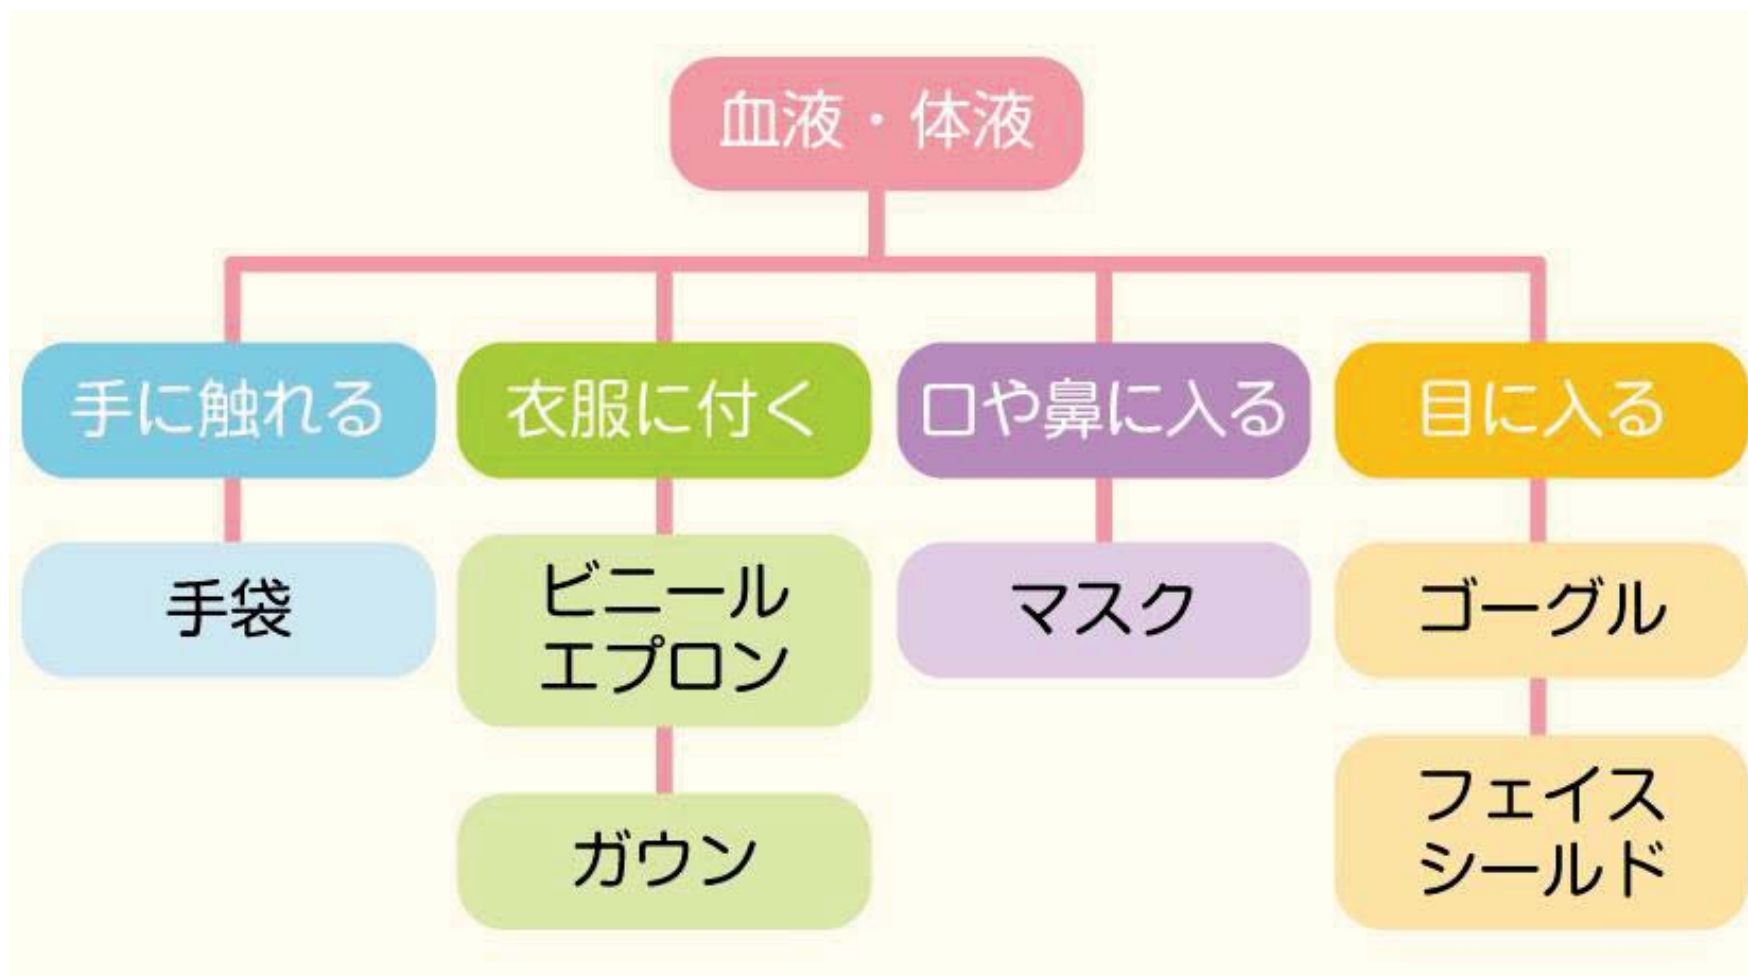 血液・体液
手に触れる
衣服に付く
口や鼻に入る
目に入る
手袋
ビニール
エプロン
マスク
ゴーグル
ガウン
フェイス
シールド